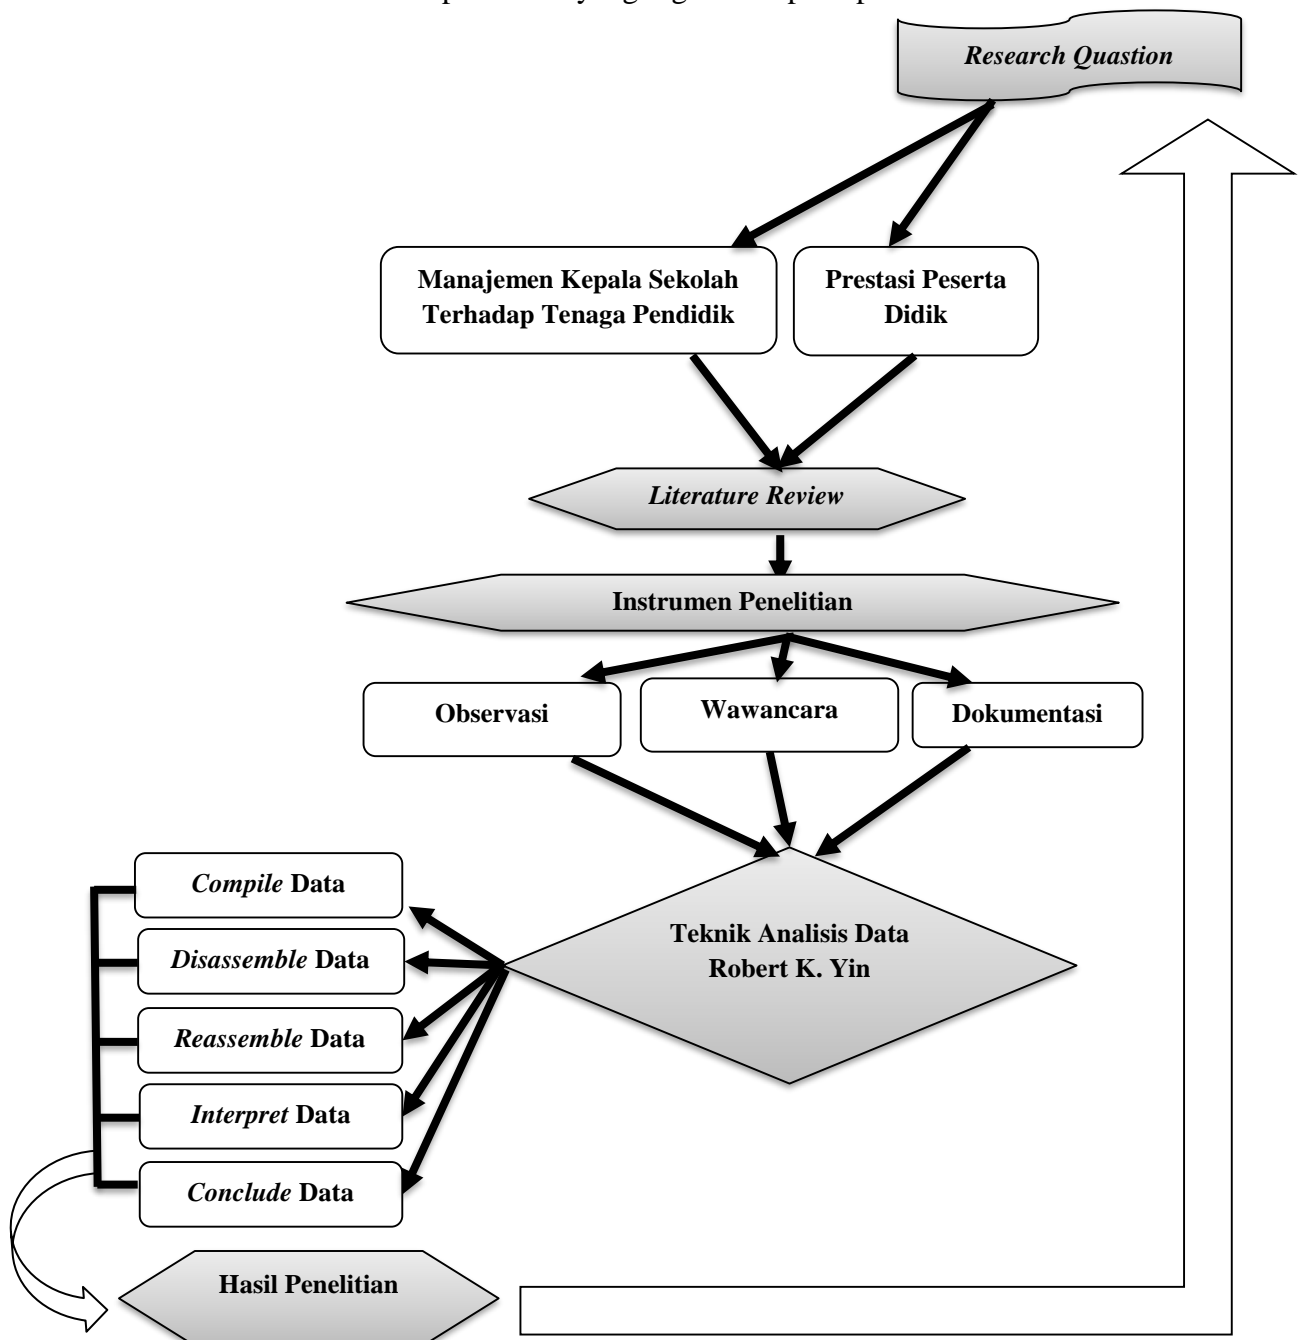 Research Quastion
Manajemen Kepala Sekolah
Terhadap Tenaga Pendidik
Prestasi Peserta
Didik
Literature Review
Instrumen Penelitian
Observasi
Wawancara
Dokumentasi
Teknik Analisis Data
Robert K. Yin
Compile Data
Disassemble Data
Reassemble Data
Interpret Data
Conclude Data
Hasil Penelitian